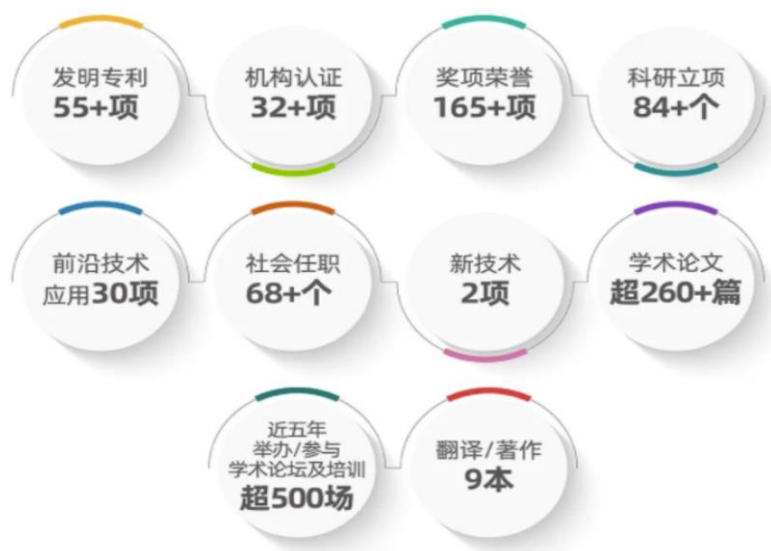 发明专利
55+项
机构认证
32+项
奖项荣誉
165+项
科研立项
84+个
前沿技术
应用30项
社会任职
68+个
新技术
2项
学术论文
超260+篇
近五年
举办/参与
学术论坛及培训
超500场
翻译/著作
9本